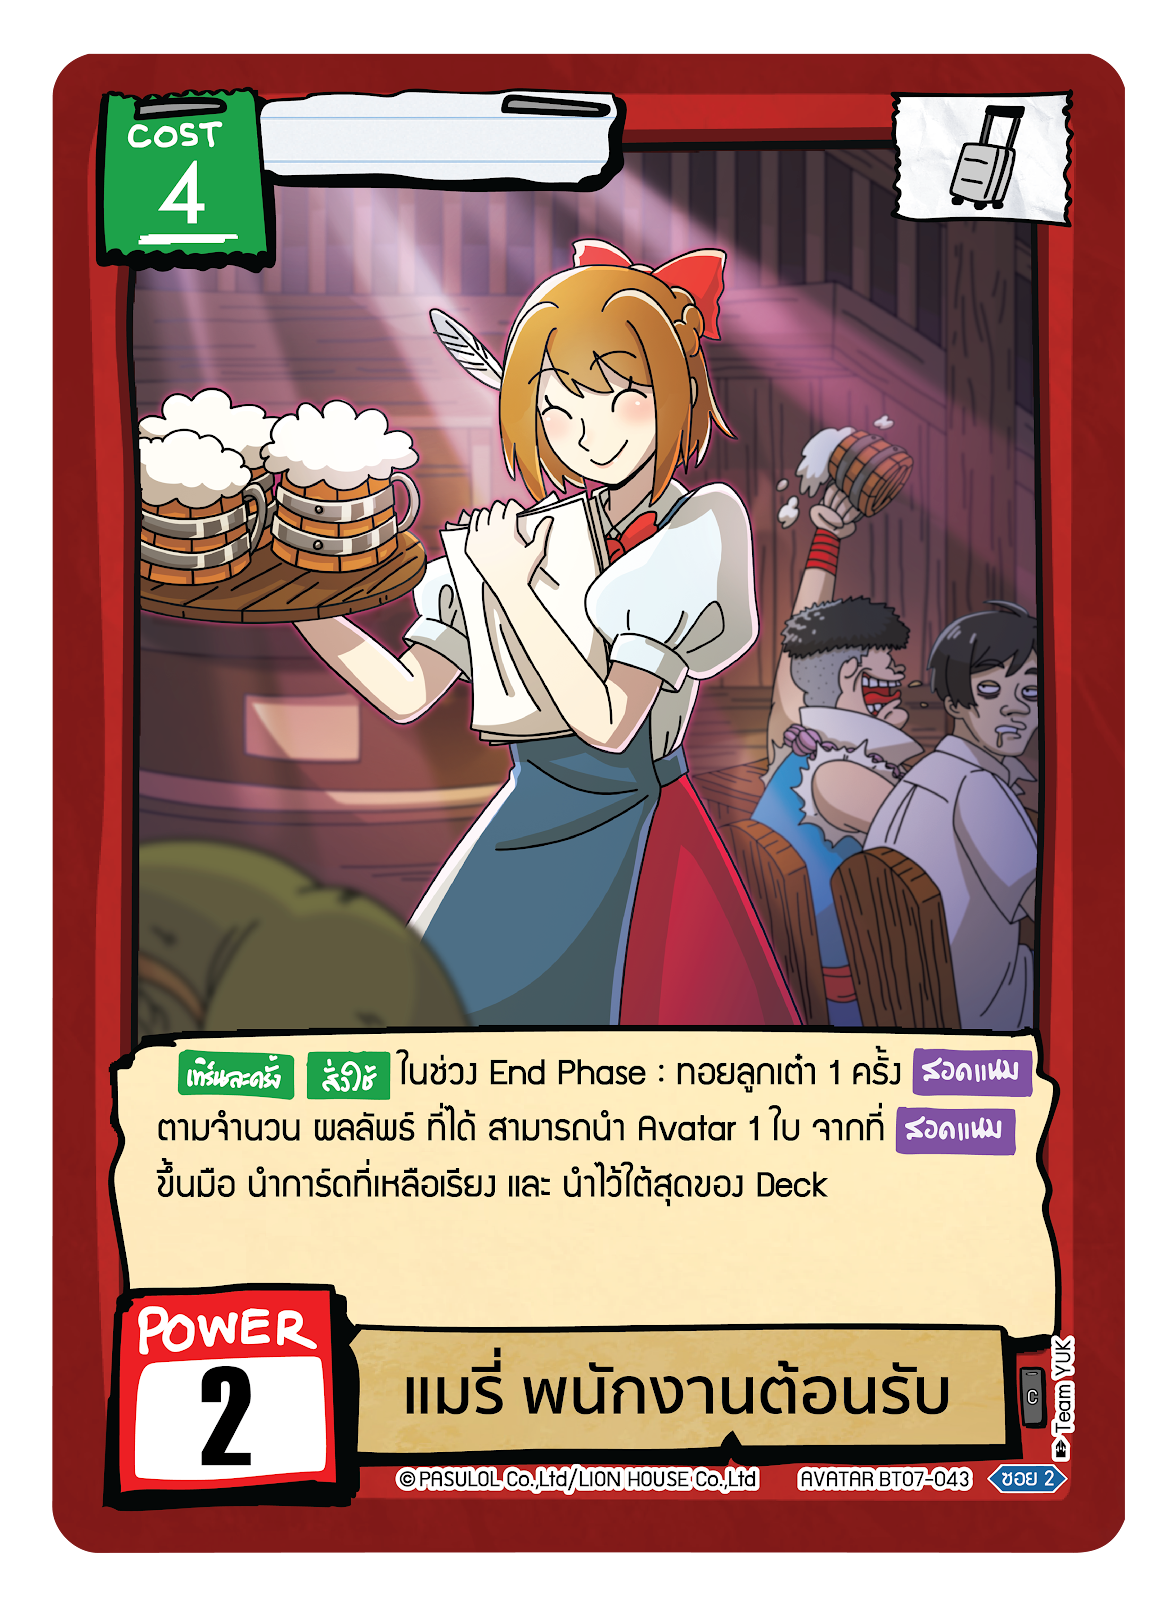 COST
4
เทิร์นละครั้ง สั่งใช้ ในช่วง End Phase : ทอยลูกเต๋า 1 ครั้ง สอดแนม
ตามจำนวน ผลลัพธ์ ที่ได้ สามารถนำ Avatar 1 ใบ จากที่ สอดแนม
ขึ้นมือ นำการ์ดที่เหลือเรียง และ นำไว้ใต้สุดของ Deck
POWER
2
แมรี่ พนักงานต้อนรับ
C
Team YUK
© PASULOL Co.,Ltd/LION HOUSE Co.,Ltd AVATAR BT07-043 ซอย 2